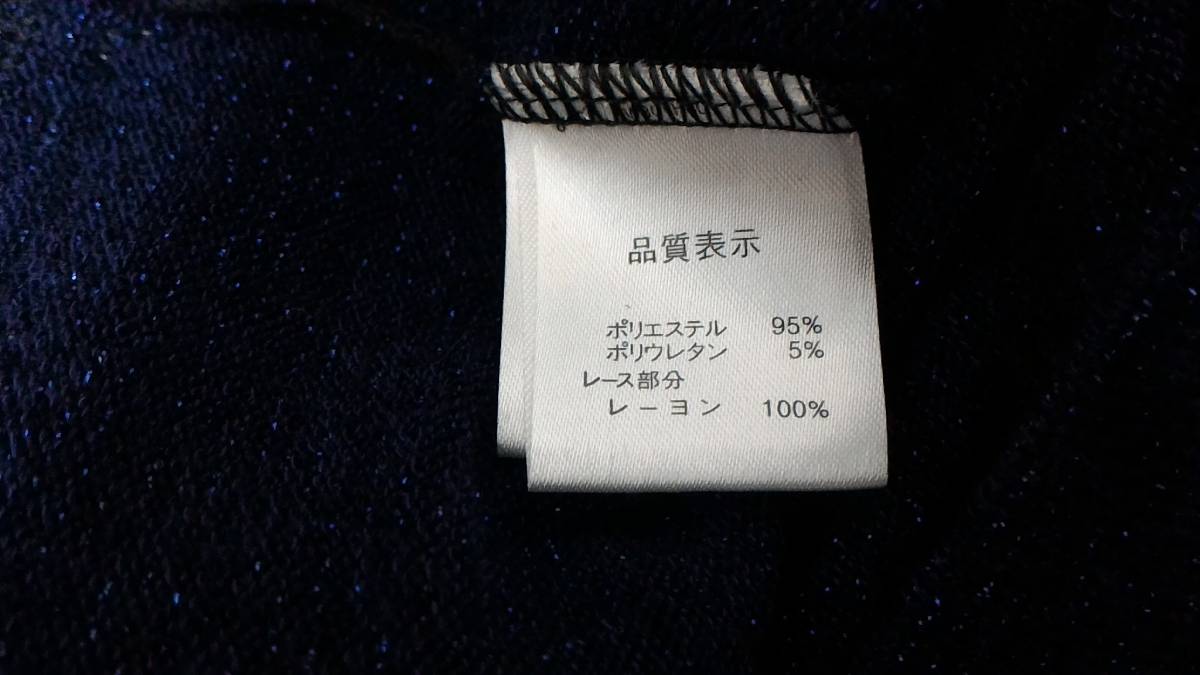 品質表示
ポリエステル 95%
ポリウレタン 5%
レース部分
レーヨン 100%